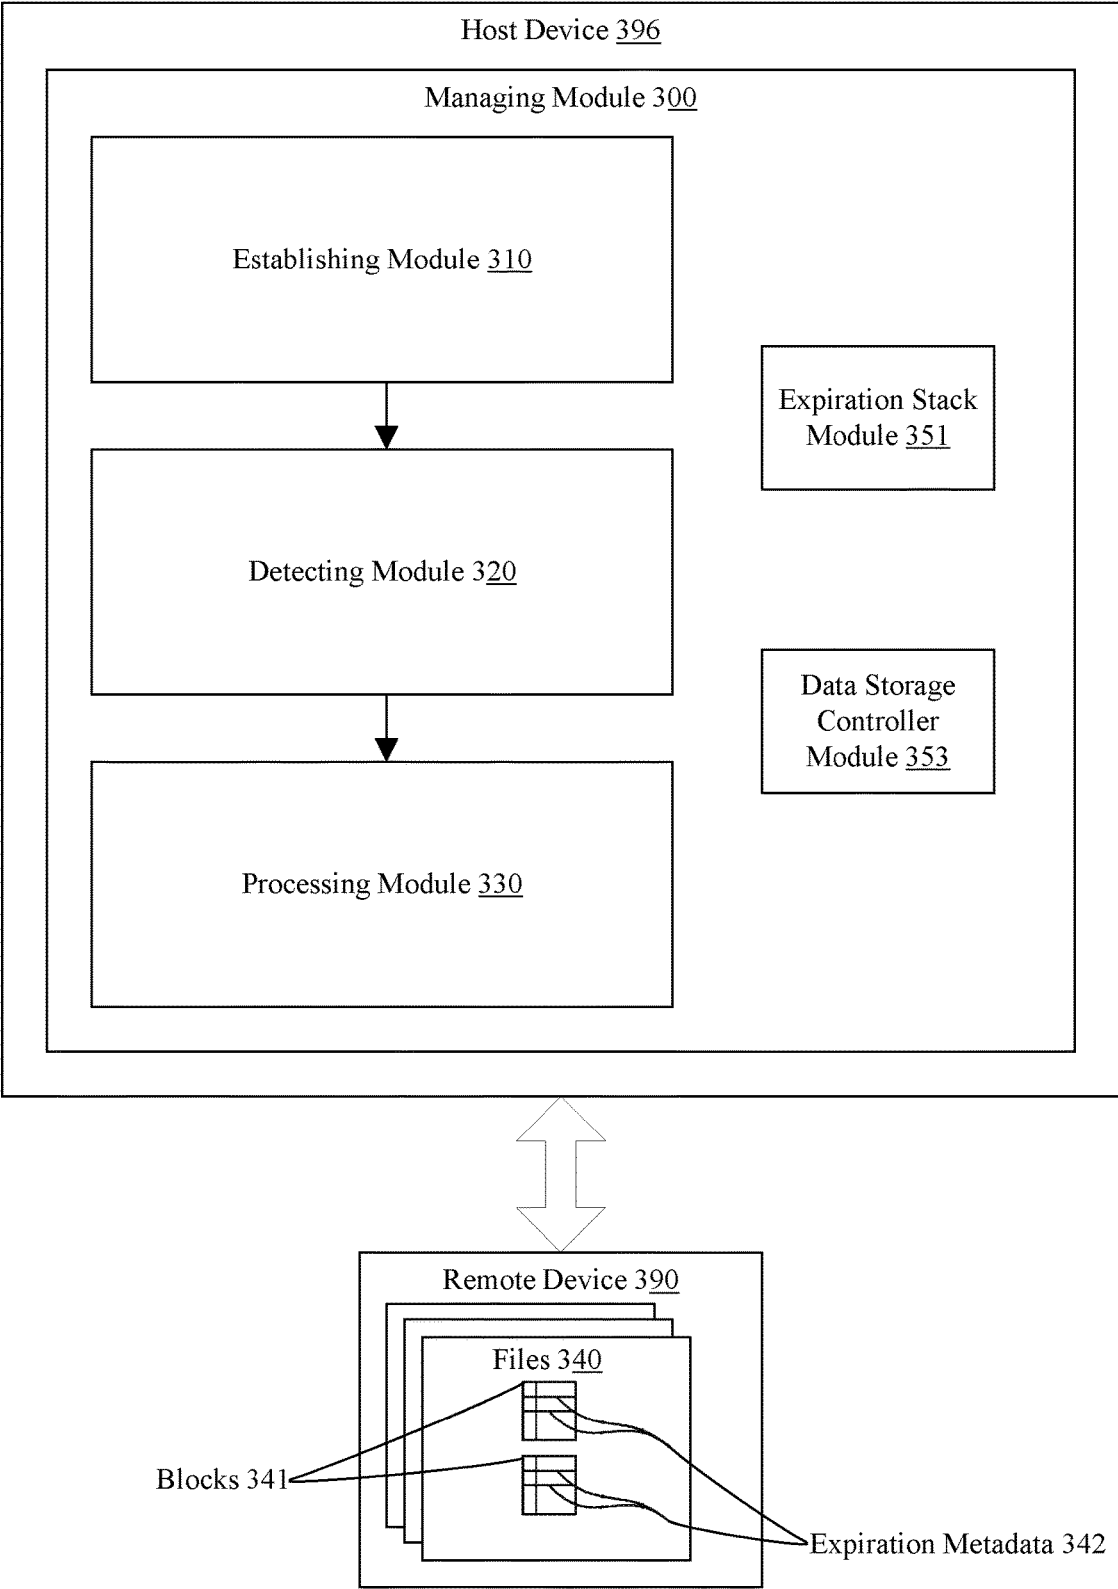 Host Device 396
Managing Module 300
Establishing Module 310
Expiration Stack
Module 351
Detecting Module 320
Data Storage
Controller
Module 353
Processing Module 330
Remote Device 390
Files 340
Blocks 341
Expiration Metadata 342